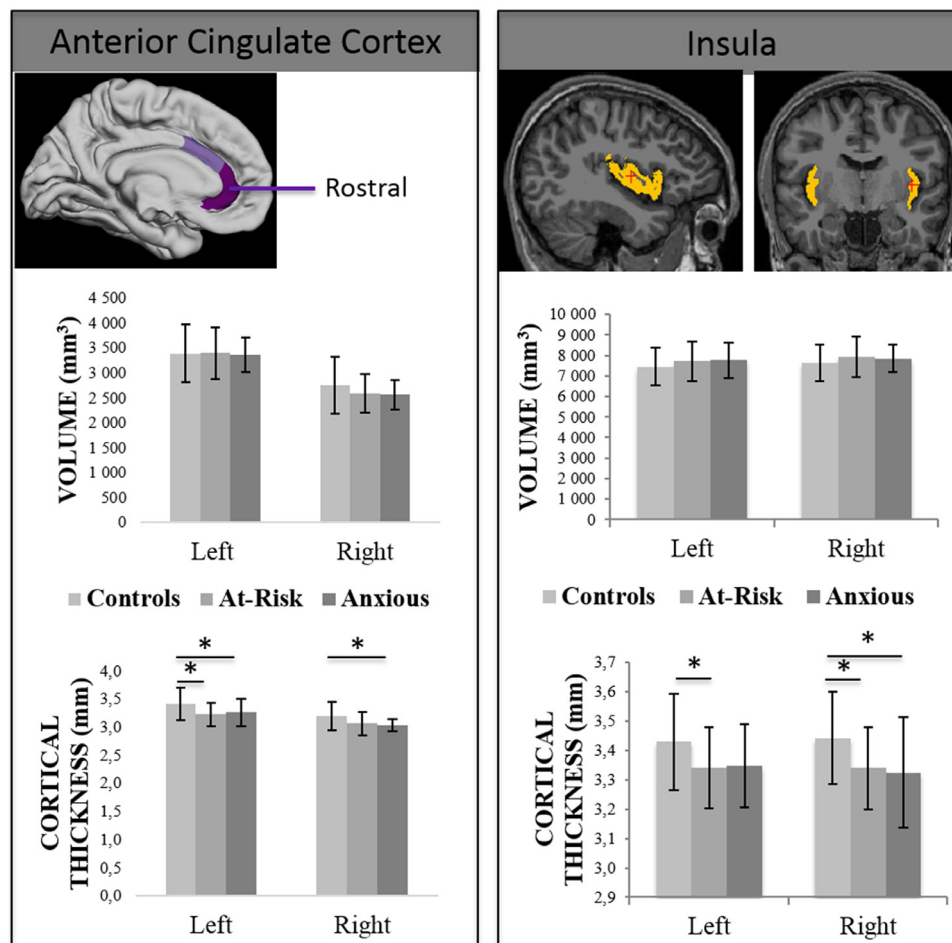 Anterior Cingulate Cortex
Rostral
VOLUME (mm³)
4 500
4 000
3 500
3 000
2 500
2 000
1 500
1 000
500
0
Left Right
Controls At-Risk Anxious
* *
*
CORTICAL
THICKNESS (mm)
4,0
3,5
3,0
2,5
2,0
1,5
1,0
0,5
0,0
Left Right
Insula
VOLUME (mm³)
10 000
9 000
8 000
7 000
6 000
5 000
4 000
3 000
2 000
1 000
0
Left Right
Controls At-Risk Anxious
*
* *
CORTICAL
THICKNESS (mm)
3,7
3,6
3,5
3,4
3,3
3,2
3,1
3,0
2,9
Left Right